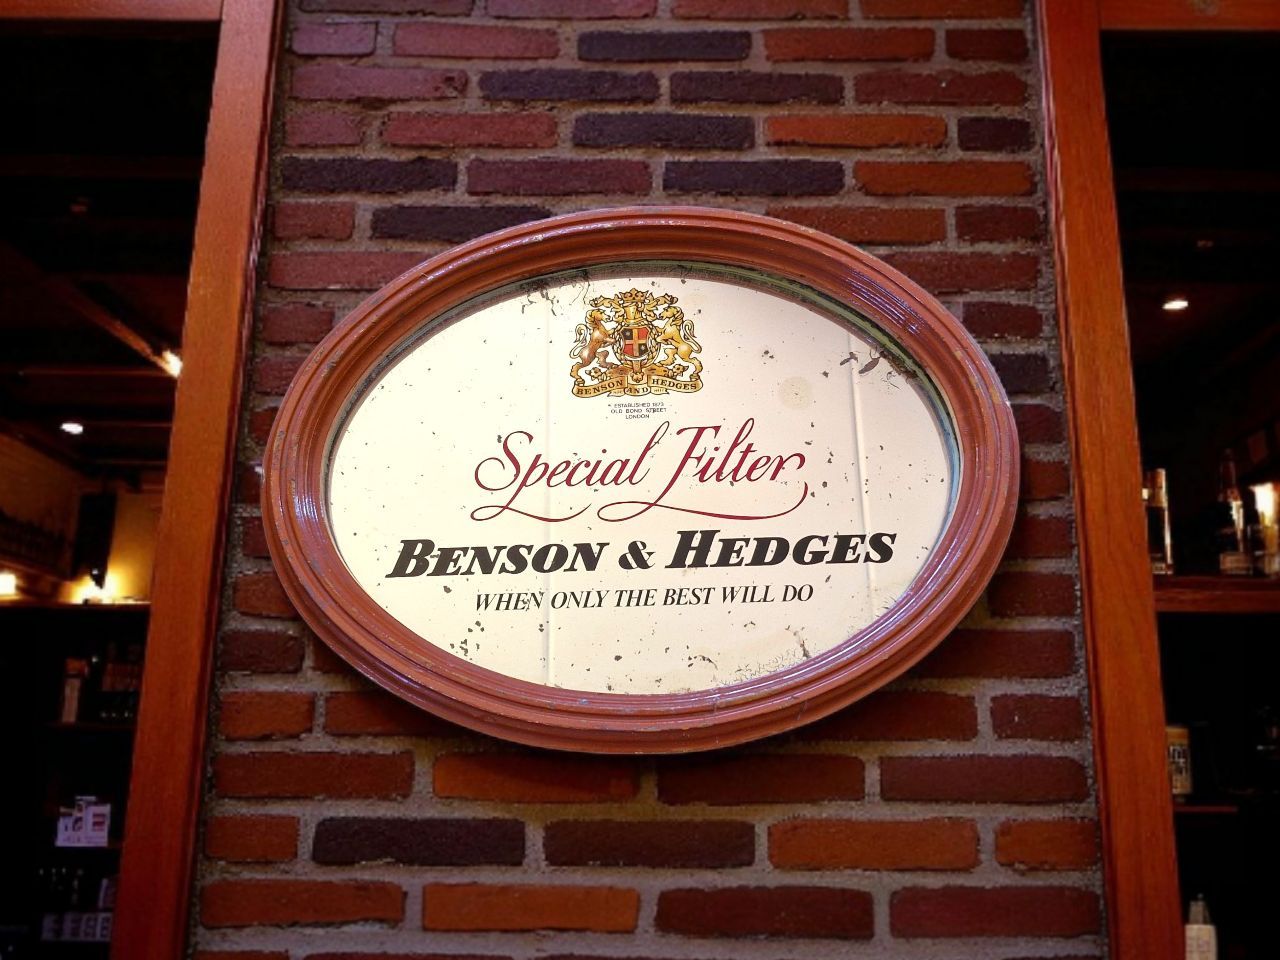 BENSON AND HEDGES
ESTABLISHED 1873
OLD BOND STREET
LONDON
Special Filter
BENSON & HEDGES
WHEN ONLY THE BEST WILL DO